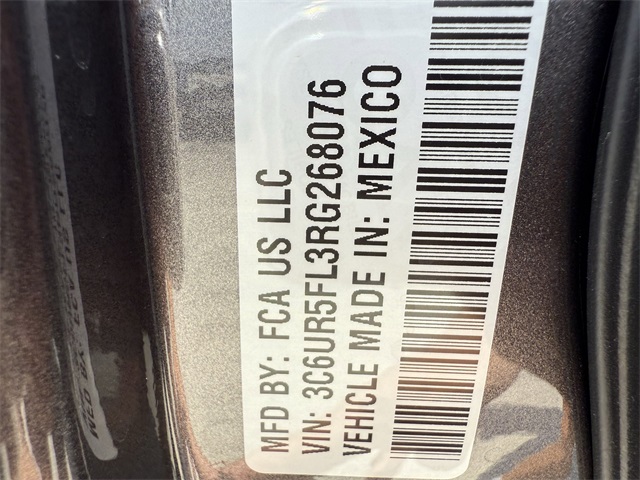 MFD BY: FCA US LLC
VIN: 3C6UR5FL3RG268076
VEHICLE MADE IN: MEXICO